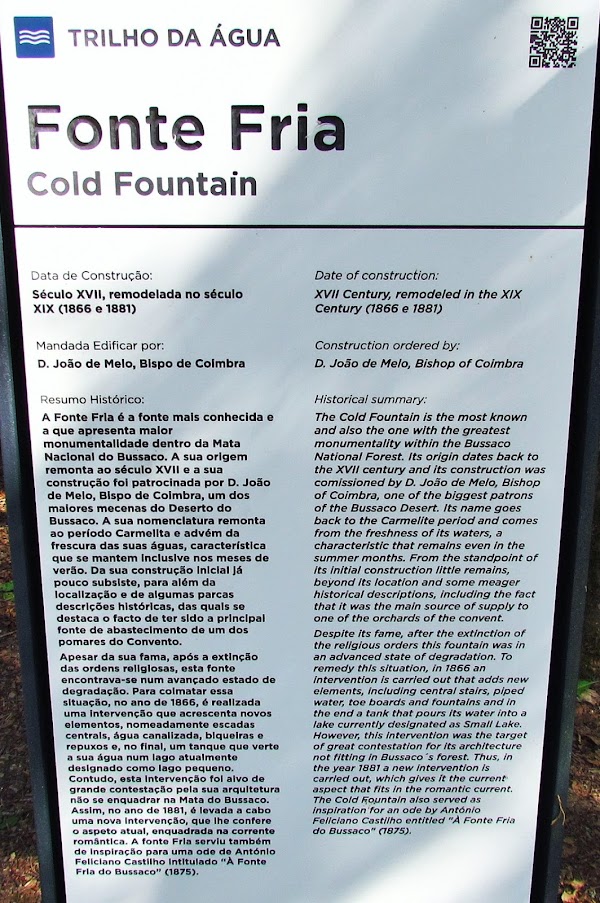 TRILHO DA ÁGUA
Fonte Fria
Cold Fountain
Data de Construção:
Século XVII, remodelada no século
XIX (1866 e 1881)
Mandada Edificar por:
D. João de Melo, Bispo de Coimbra
Resumo Histórico:
A Fonte Fria é a fonte mais conhecida e
a que apresenta maior
monumentalidade dentro da Mata
Nacional do Bussaco. A sua origem
remonta ao século XVII e a sua
construção foi patrocinada por D. João
de Melo, Bispo de Coimbra, um dos
maiores mecenas do Deserto do
Bussaco. A sua nomenclatura remonta
ao período Carmelita e advém da
frescura das suas águas, característica
que se mantem inclusive nos meses de
verão. Da sua construção inicial já
pouco subsiste, para além da
localização e de algumas parcas
descrições históricas, das quais se
destaca o facto de ter sido a principal
fonte de abastecimento de um dos
pomares do Convento.
Apesar da sua fama, após a extinção
das ordens religiosas, esta fonte
encontrava-se num avançado estado de
degradação. Para colmatar essa
situação, no ano de 1866, é realizada
uma intervenção que acrescenta novos
elementos, nomeadamente escadas
centrais, água canalizada, biqueiras e
repuxos e, no final, um tanque que verte
a sua água num lago atualmente
designado como lago pequeno.
Contudo, esta intervenção foi alvo de
grande contestação pela sua arquitetura
não se enquadrar na Mata do Bussaco.
Assim, no ano de 1881, é levada a cabo
uma nova intervenção, que lhe confere
o aspeto atual, enquadrada na corrente
romântica. A fonte Fria serviu também
de inspiração para uma ode de António
Feliciano Castilho intitulado “À Fonte
Fria do Bussaco” (1875).
Date of construction:
XVII Century, remodeled in the XIX
Century (1866 e 1881)
Construction ordered by:
D. João de Melo, Bishop of Coimbra
Historical summary:
The Cold Fountain is the most known
and also the one with the greatest
monumentality within the Bussaco
National Forest. Its origin dates back to
the XVII century and its construction was
comissioned by D. João de Melo, Bishop
of Coimbra, one of the biggest patrons
of the Bussaco Desert. Its name goes
back to the Carmelite period and comes
from the freshness of its waters, a
characteristic that remains even in the
summer months. From the standpoint of
its initial construction little remains,
beyond its location and some meager
historical descriptions, including the fact
that it was the main source of supply to
one of the orchards of the convent.
Despite its fame, after the extinction of
the religious orders this fountain was in
an advanced state of degradation. To
remedy this situation, in 1866 an
intervention is carried out that adds new
elements, including central stairs, piped
water, toe boards and fountains and in
the end a tank that pours its water into a
lake currently designated as Small Lake.
However, this intervention was the target
of great contestation for its architecture
not fitting in Bussaco´s forest. Thus, in
the year 1881 a new intervention is
carried out, which gives it the current
aspect that fits in the romantic current.
The Cold Fountain also served as
inspiration for an ode by António
Feliciano Castilho entitled “À Fonte Fria
do Bussaco” (1875).